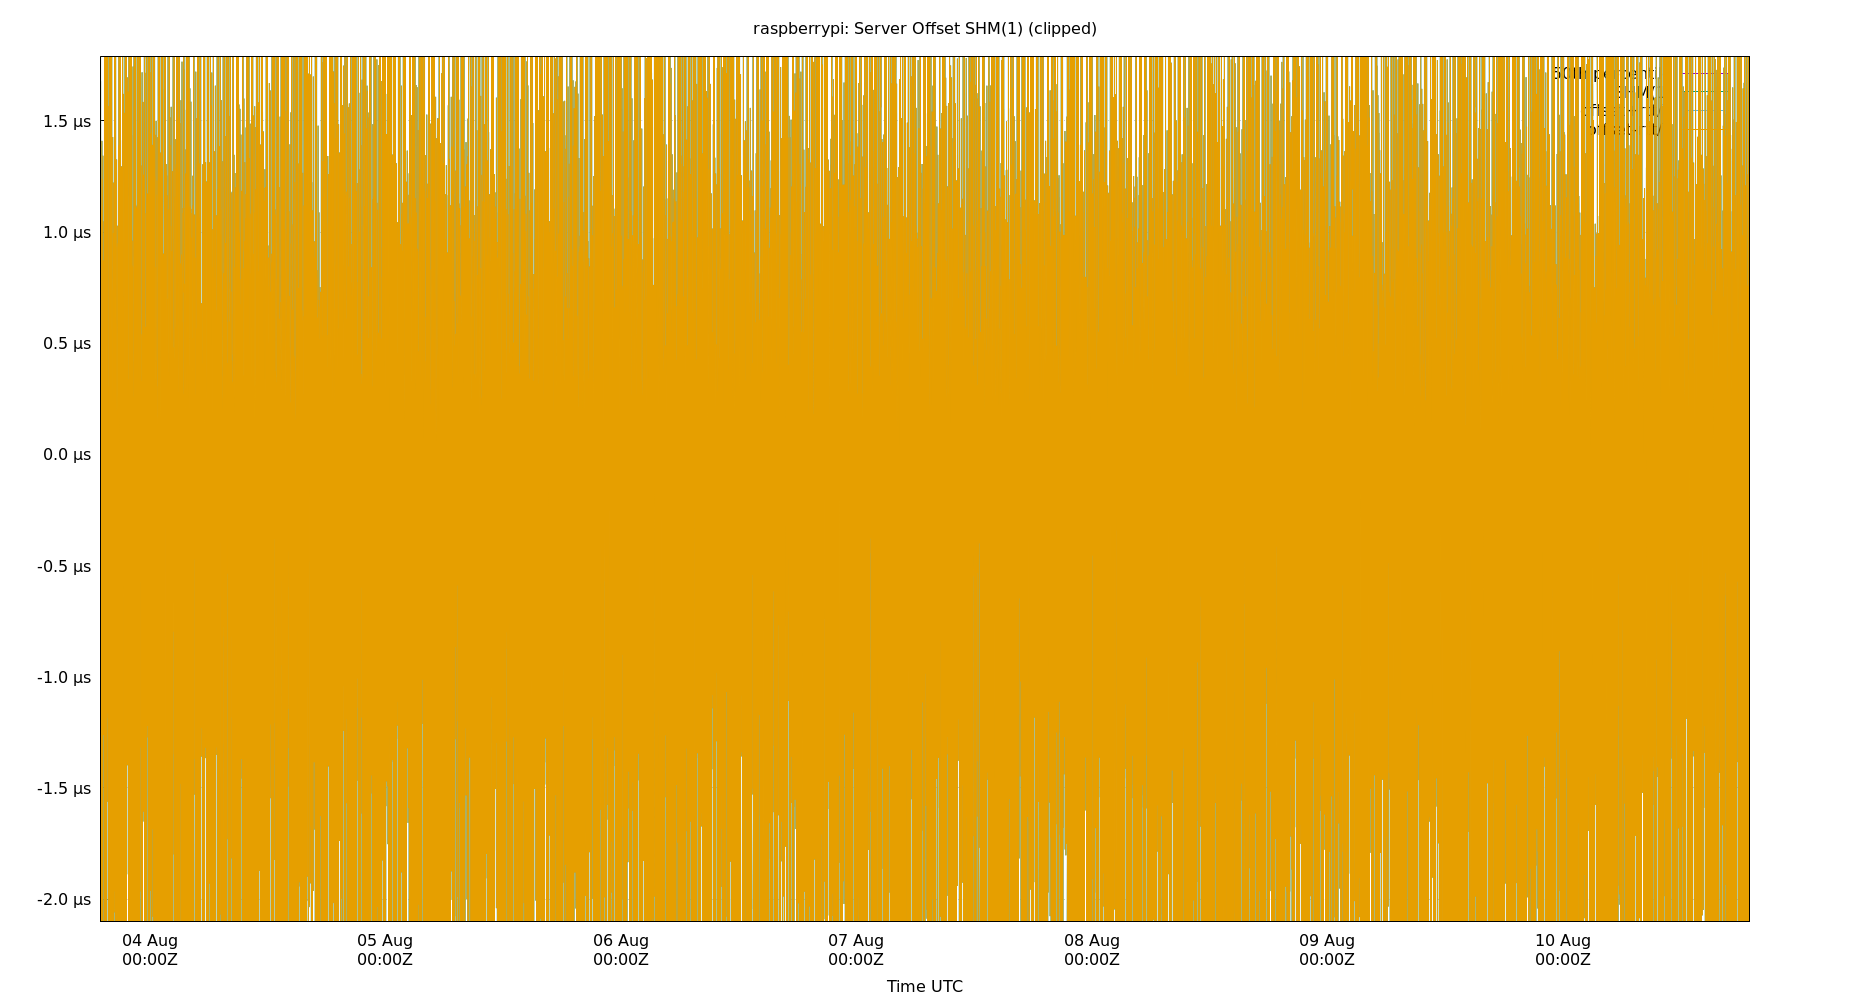 raspberrypi: Server Offset SHM(1) (clipped)
1.5 µs
1.0 µs
0.5 µs
0.0 µs
-0.5 µs
-1.0 µs
-1.5 µs
-2.0 µs
04 Aug 05 Aug 06 Aug 07 Aug 08 Aug 09 Aug 10 Aug
00:00Z 00:00Z 00:00Z 00:00Z 00:00Z 00:00Z 00:00Z
Time UTC